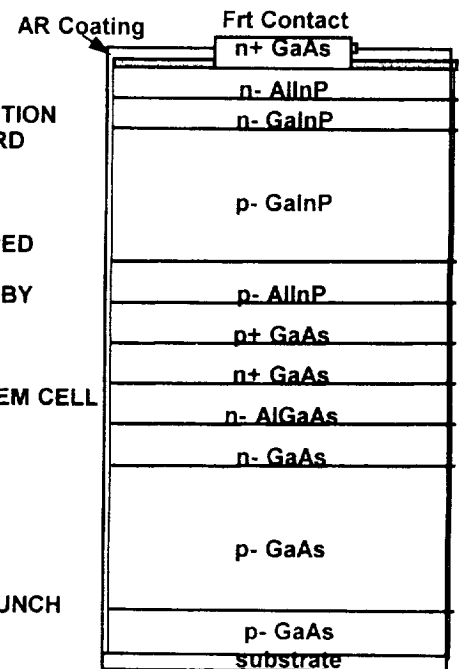 Frt Contact
AR Coating
n+ GaAs
n- AlInP
n- GaInP
TION
RD
p- GaInP
ED
BY
p- AlInP
p+ GaAs
n+ GaAs
EM CELL
n- AlGaAs
n- GaAs
p- GaAs
UNCH
p- GaAs
substrate